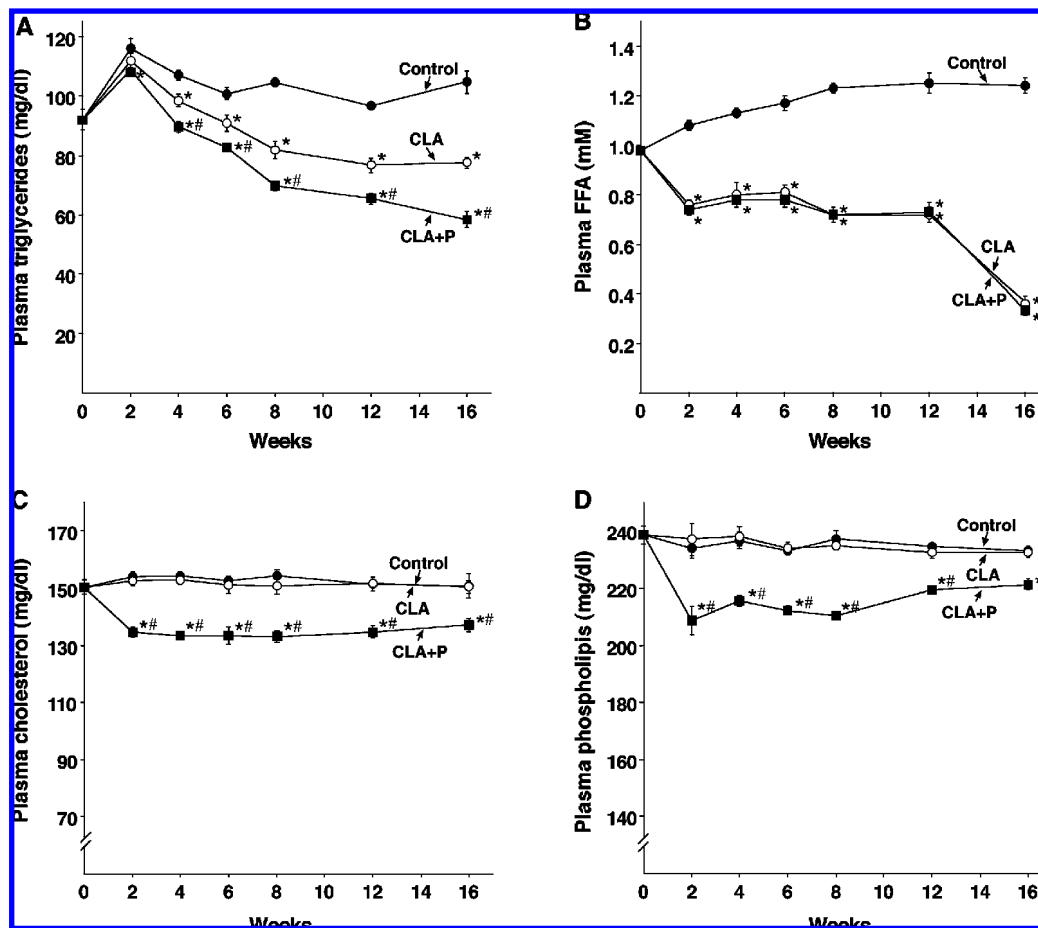 A
Plasma triglycerides (mg/dl)
120
100
80
60
40
20
Control
CLA
CLA+P
*
*
*
*
*
*
*#
*#
*#
*#
*#
0 2 4 6 8 10 12 14 16
Weeks
B
Plasma FFA (mM)
1.4
1.2
1.0
0.8
0.6
0.4
0.2
Control
CLA
CLA+P
*
*
*
*
*
*
*
*
*
*
*
*
0 2 4 6 8 10 12 14 16
Weeks
C
Plasma cholesterol (mg/dl)
170
150
130
110
90
70
Control
CLA
CLA+P
*# *# *# *# *# *#
0 2 4 6 8 10 12 14 16
Weeks
D
Plasma phospholipis (mg/dl)
240
220
200
180
160
140
Control
CLA
CLA+P
*# *# *# *# *# *
0 2 4 6 8 10 12 14 16
Weeks